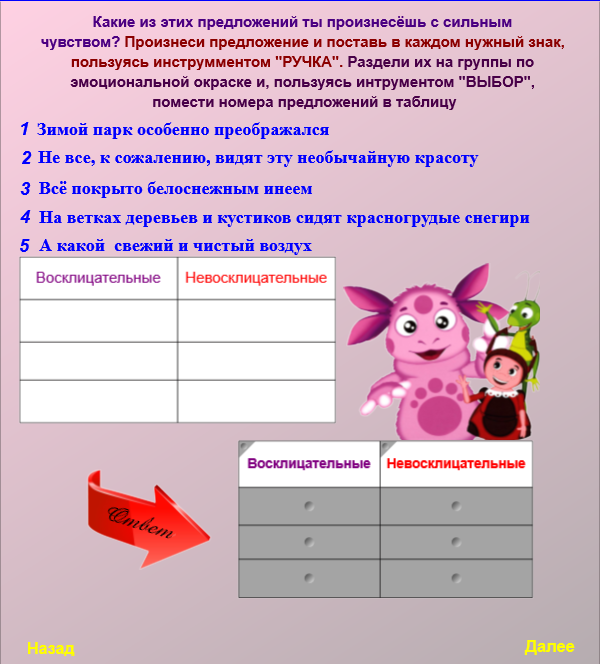 Какие из этих предложений ты произнесёшь с сильным
чувством? Произнеси предложение и поставь в каждом нужный знак,
пользуясь инструмментом "РУЧКА". Раздели их на группы по
эмоциональной окраске и, пользуясь интрументом "ВЫБОР",
помести номера предложений в таблицу
1 Зимой парк особенно преображался
2 Не все, к сожалению, видят эту необычайную красоту
3 Всё покрыто белоснежным инеем
4 На ветках деревьев и кустиков сидят красногрудые снегири
5 А какой свежий и чистый воздух
Восклицательные Невосклицательные
Восклицательные Невосклицательные
Ответ
Назад Далее